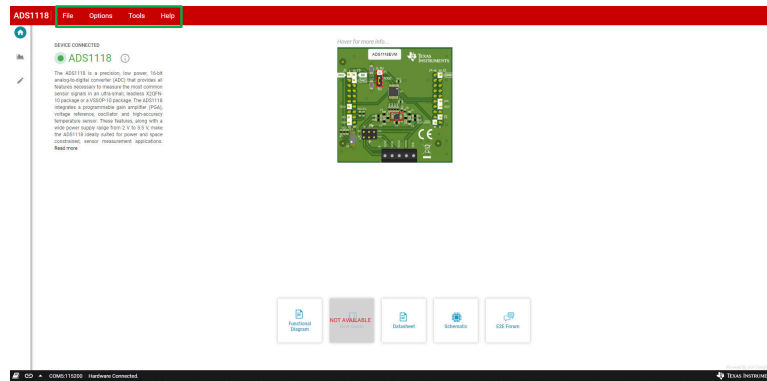 ADS1118 File Options Tools Help
DEVICE CONNECTED
ADS1118
The ADS1118 is a precision, low power, 16-bit
analog-to-digital converter (ADC) that provides all
features necessary to measure the most common
sensor signals in an ultra-small, leadless X2QFN-
10 package or a VSSOP-10 package. The ADS1118
integrates a programmable gain amplifier (PGA),
voltage reference, oscillator and high-accuracy
temperature sensor. These features, along with a
wide power supply range from 2 V to 5.5 V, make
the ADS1118 ideally suited for power and space
constrained, sensor measurement applications.
Read more
Hover for more info...
ADS1118EVM
TEXAS
INSTRUMENTS
CE
Functional
Diagram
NOT AVAILABLE
Datasheet
Schematic
E2E Forum
COM5:115200 Hardware Connected.
TEXAS INSTRUME